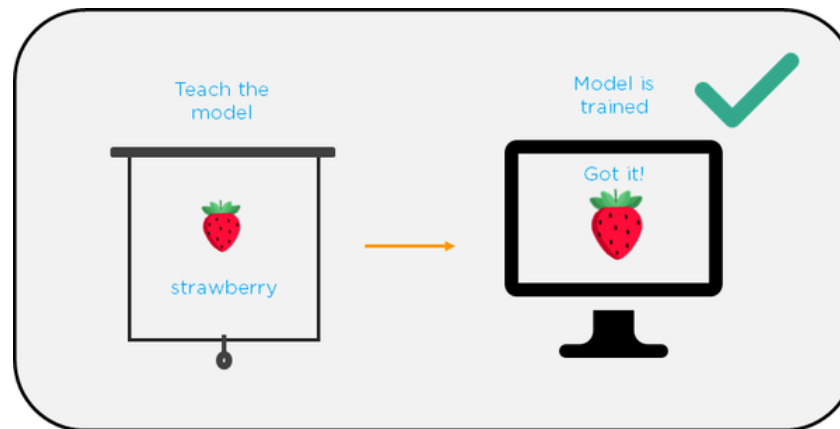 Teach the
model
strawberry
Model is
trained
Got it!